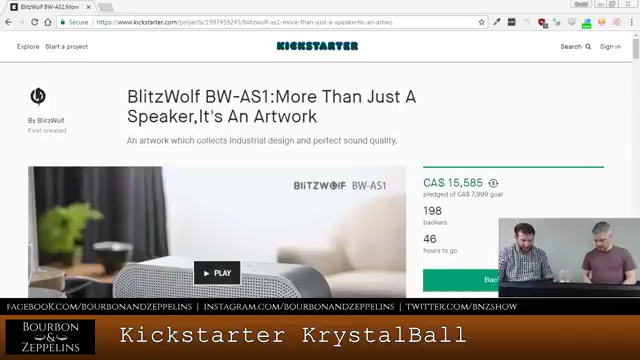 BlitzWolf BW-AS1:More
Secure
https://www.kickstarter.com/projects/1997459245/blitzwolf-as1-more-than-just-a-speakerits-an-artwo
Explore Start a project
KICKSTARTER
Search
Sign in
By BlitzWolf
First created
BlitzWolf BW-AS1:More Than Just A
Speaker,It's An Artwork
An artwork which collects industrial design and perfect sound quality.
BLITZWOLF BW-AS1
PLAY
CA$ 15,585
pledged of CA$ 7,999 goal
198
backers
46
hours to go
Back
FACEBOOK.COM/BOURBONANDZEPPELINS | INSTAGRAM.COM/BOURBONANDZEPPELINS | TWITTER.COM/BNZSHOW
BOURBON
&
ZEPPELINS
Kickstarter KrystalBall